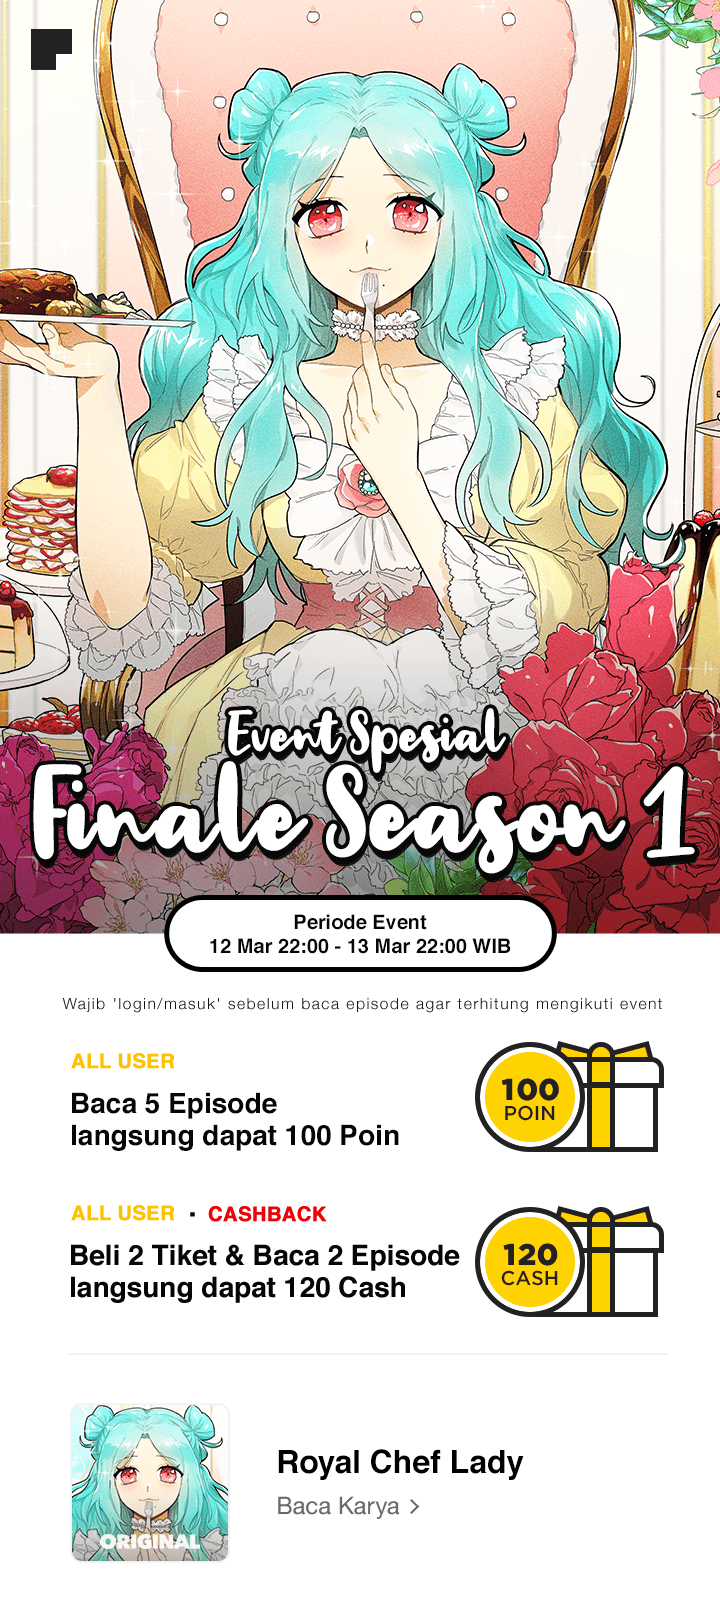 Event Spesial
Finale Season 1
Periode Event
12 Mar 22:00 - 13 Mar 22:00 WIB
Wajib 'login/masuk' sebelum baca episode agar terhitung mengikuti event
ALL USER
Baca 5 Episode
langsung dapat 100 Poin
100
POIN
ALL USER · CASHBACK
Beli 2 Tiket & Baca 2 Episode
langsung dapat 120 Cash
120
CASH
ORIGINAL
Royal Chef Lady
Baca Karya >